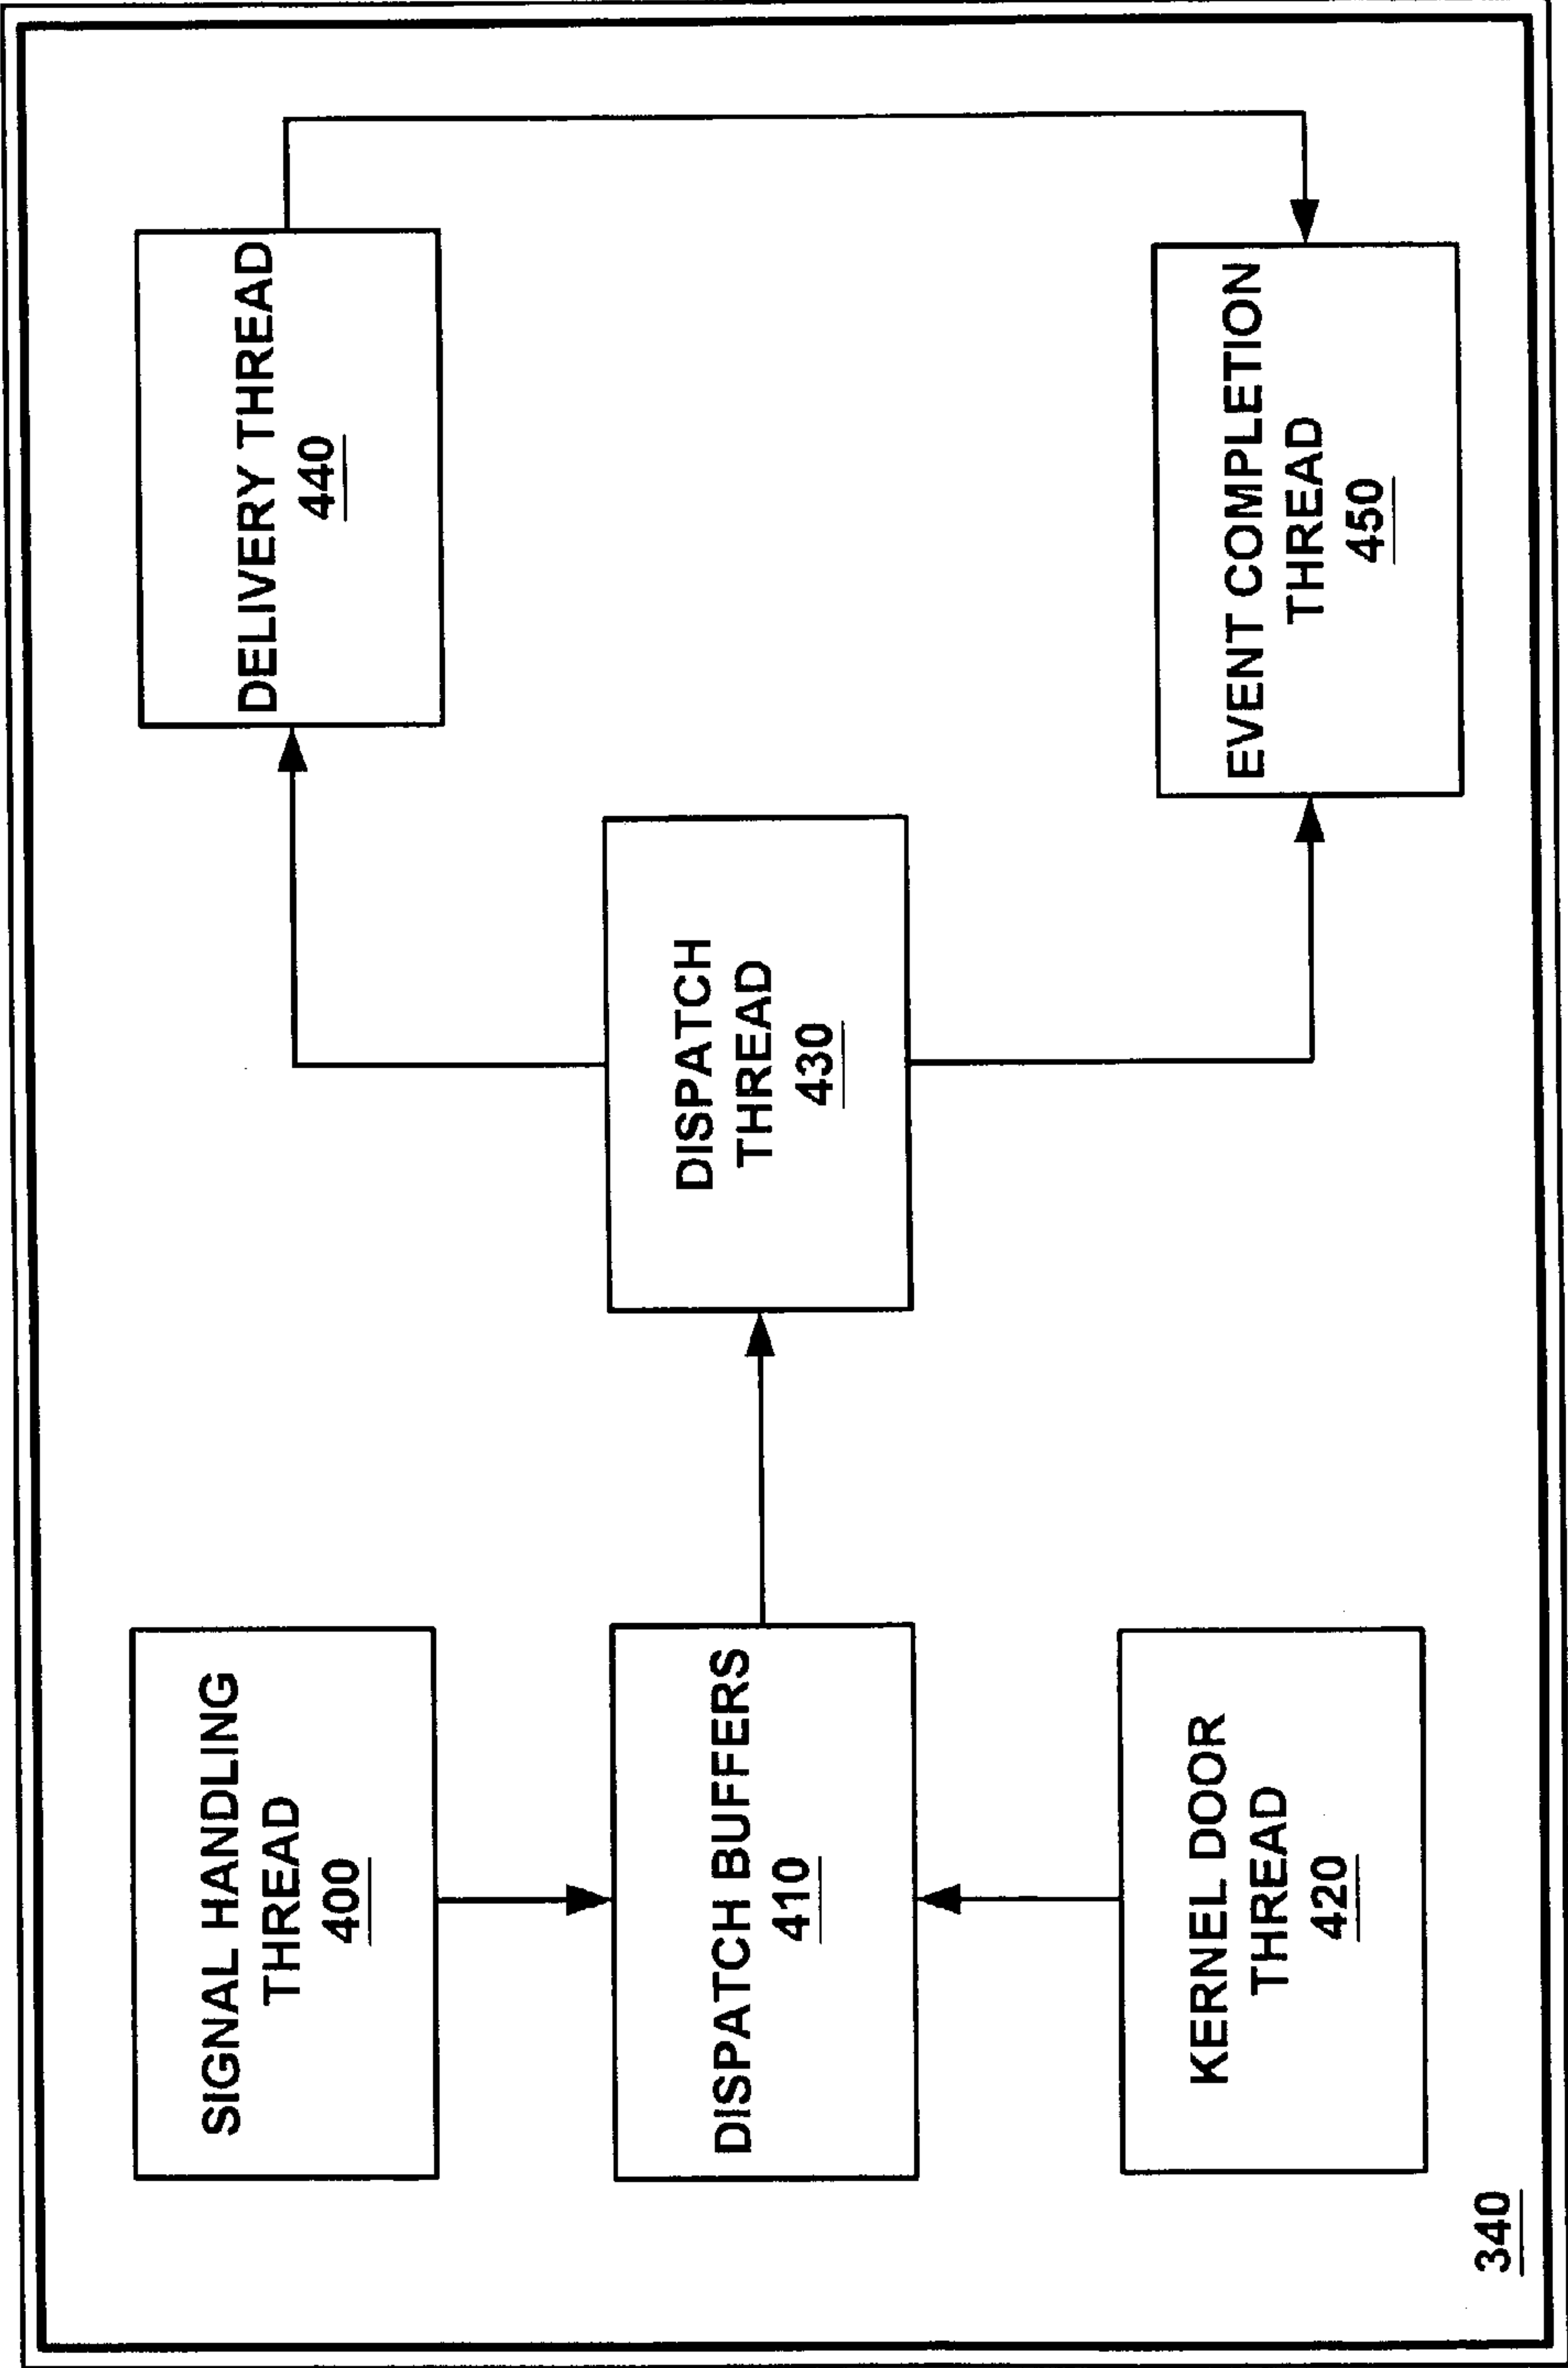 SIGNAL HANDLING
THREAD
400
DISPATCH BUFFERS
410
KERNEL DOOR
THREAD
420
DISPATCH
THREAD
430
DELIVERY THREAD
440
EVENT COMPLETION
THREAD
450
340